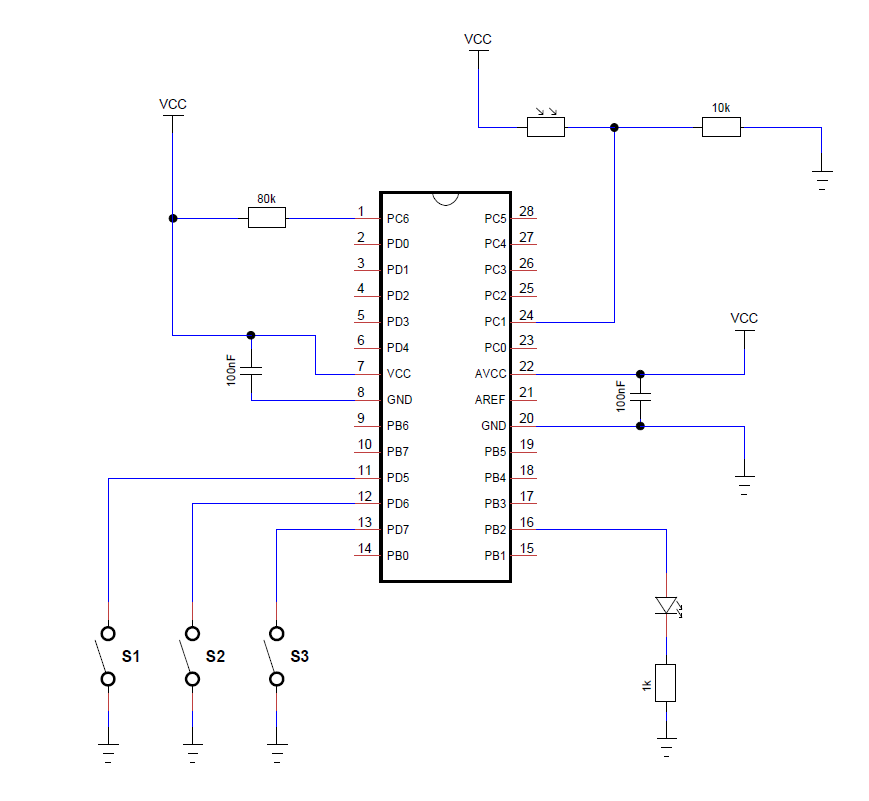 VCC
VCC
10k
80k
1 PC6
2 PD0
3 PD1
4 PD2
5 PD3
6 PD4
7 VCC
8 GND
9 PB6
10 PB7
11 PD5
12 PD6
13 PD7
14 PB0
PC5 28
PC4 27
PC3 26
PC2 25
PC1 24
PC0 23
AVCC 22
AREF 21
GND 20
PB5 19
PB4 18
PB3 17
PB2 16
PB1 15
100nF
VCC
100nF
S1
S2
S3
1k